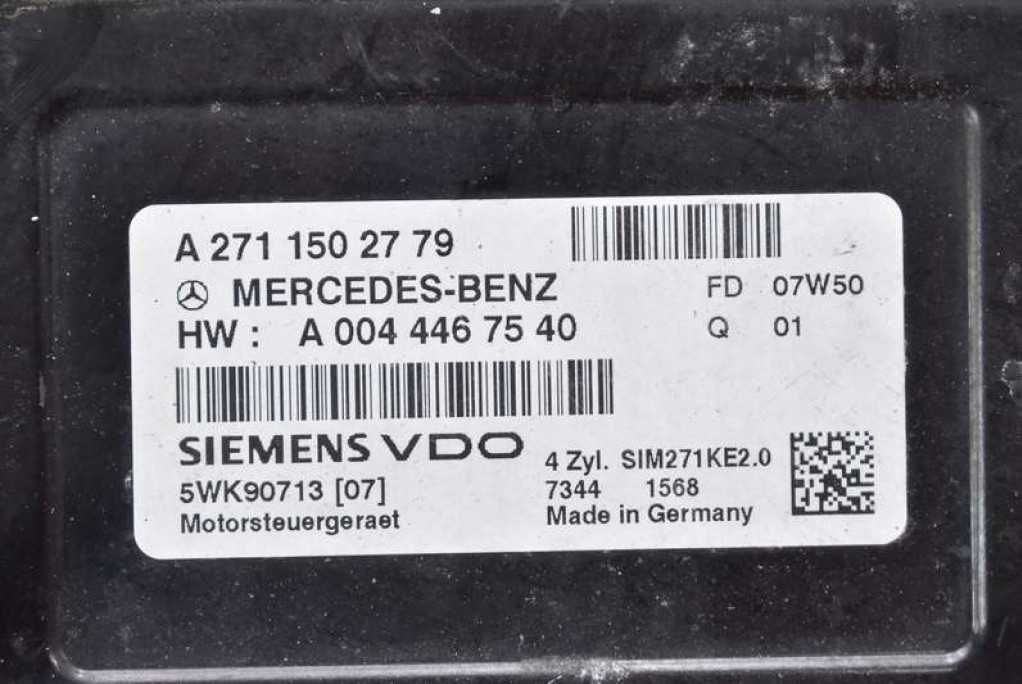 A 271 150 27 79
MERCEDES-BENZ
FD 07W50
HW : A 004 446 75 40
Q 01
SIEMENS VDO
4 Zyl. SIM271KE2.0
5WK90713 [07]
7344 1568
Motorsteuergeraet
Made in Germany